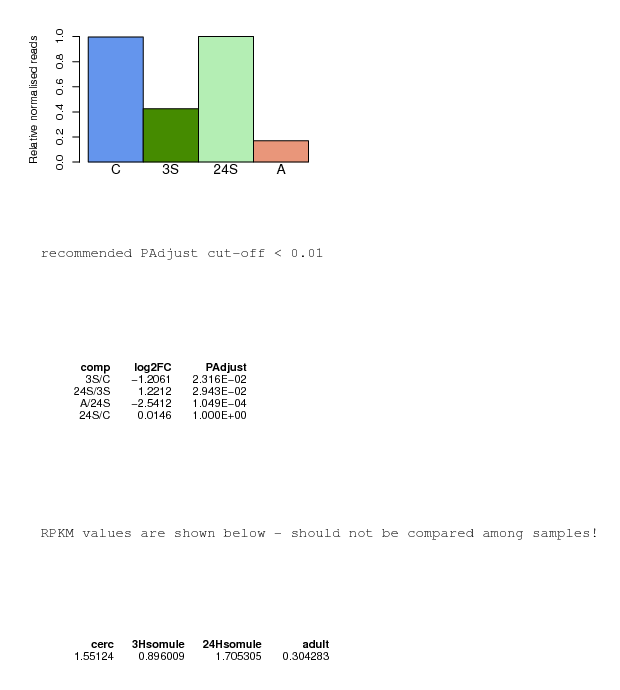 Relative normalised reads
1.0
0.8
0.6
0.4
0.2
0.0
C 3S 24S A
recommended PAdjust cut-off < 0.01
comp log2FC PAdjust
3S/C −1.2061 2.316E−02
24S/3S 1.2212 2.943E−02
A/24S −2.5412 1.049E−04
24S/C 0.0146 1.000E+00
RPKM values are shown below - should not be compared among samples!
cerc 3Hsomule 24Hsomule adult
1.55124 0.896009 1.705305 0.304283